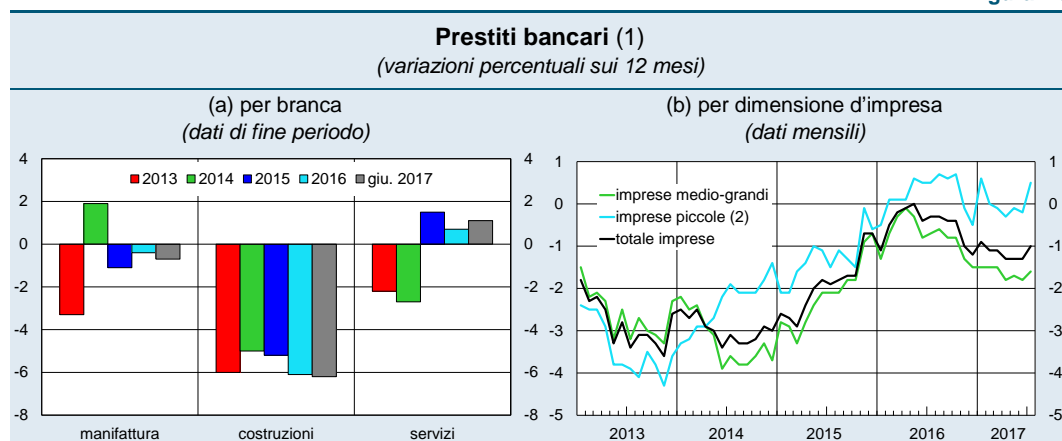 Prestiti bancari (1)
(variazioni percentuali sui 12 mesi)
(a) per branca
(dati di fine periodo)
4
2
0
-2
-4
-6
-8
2013
2014
2015
2016
giu. 2017
4
2
0
-2
-4
-6
-8
manifattura
costruzioni
servizi
(b) per dimensione d'impresa
(dati mensili)
1
0
-1
-2
-3
-4
-5
imprese medio-grandi
imprese piccole (2)
totale imprese
1
0
-1
-2
-3
-4
-5
2013
2014
2015
2016
2017